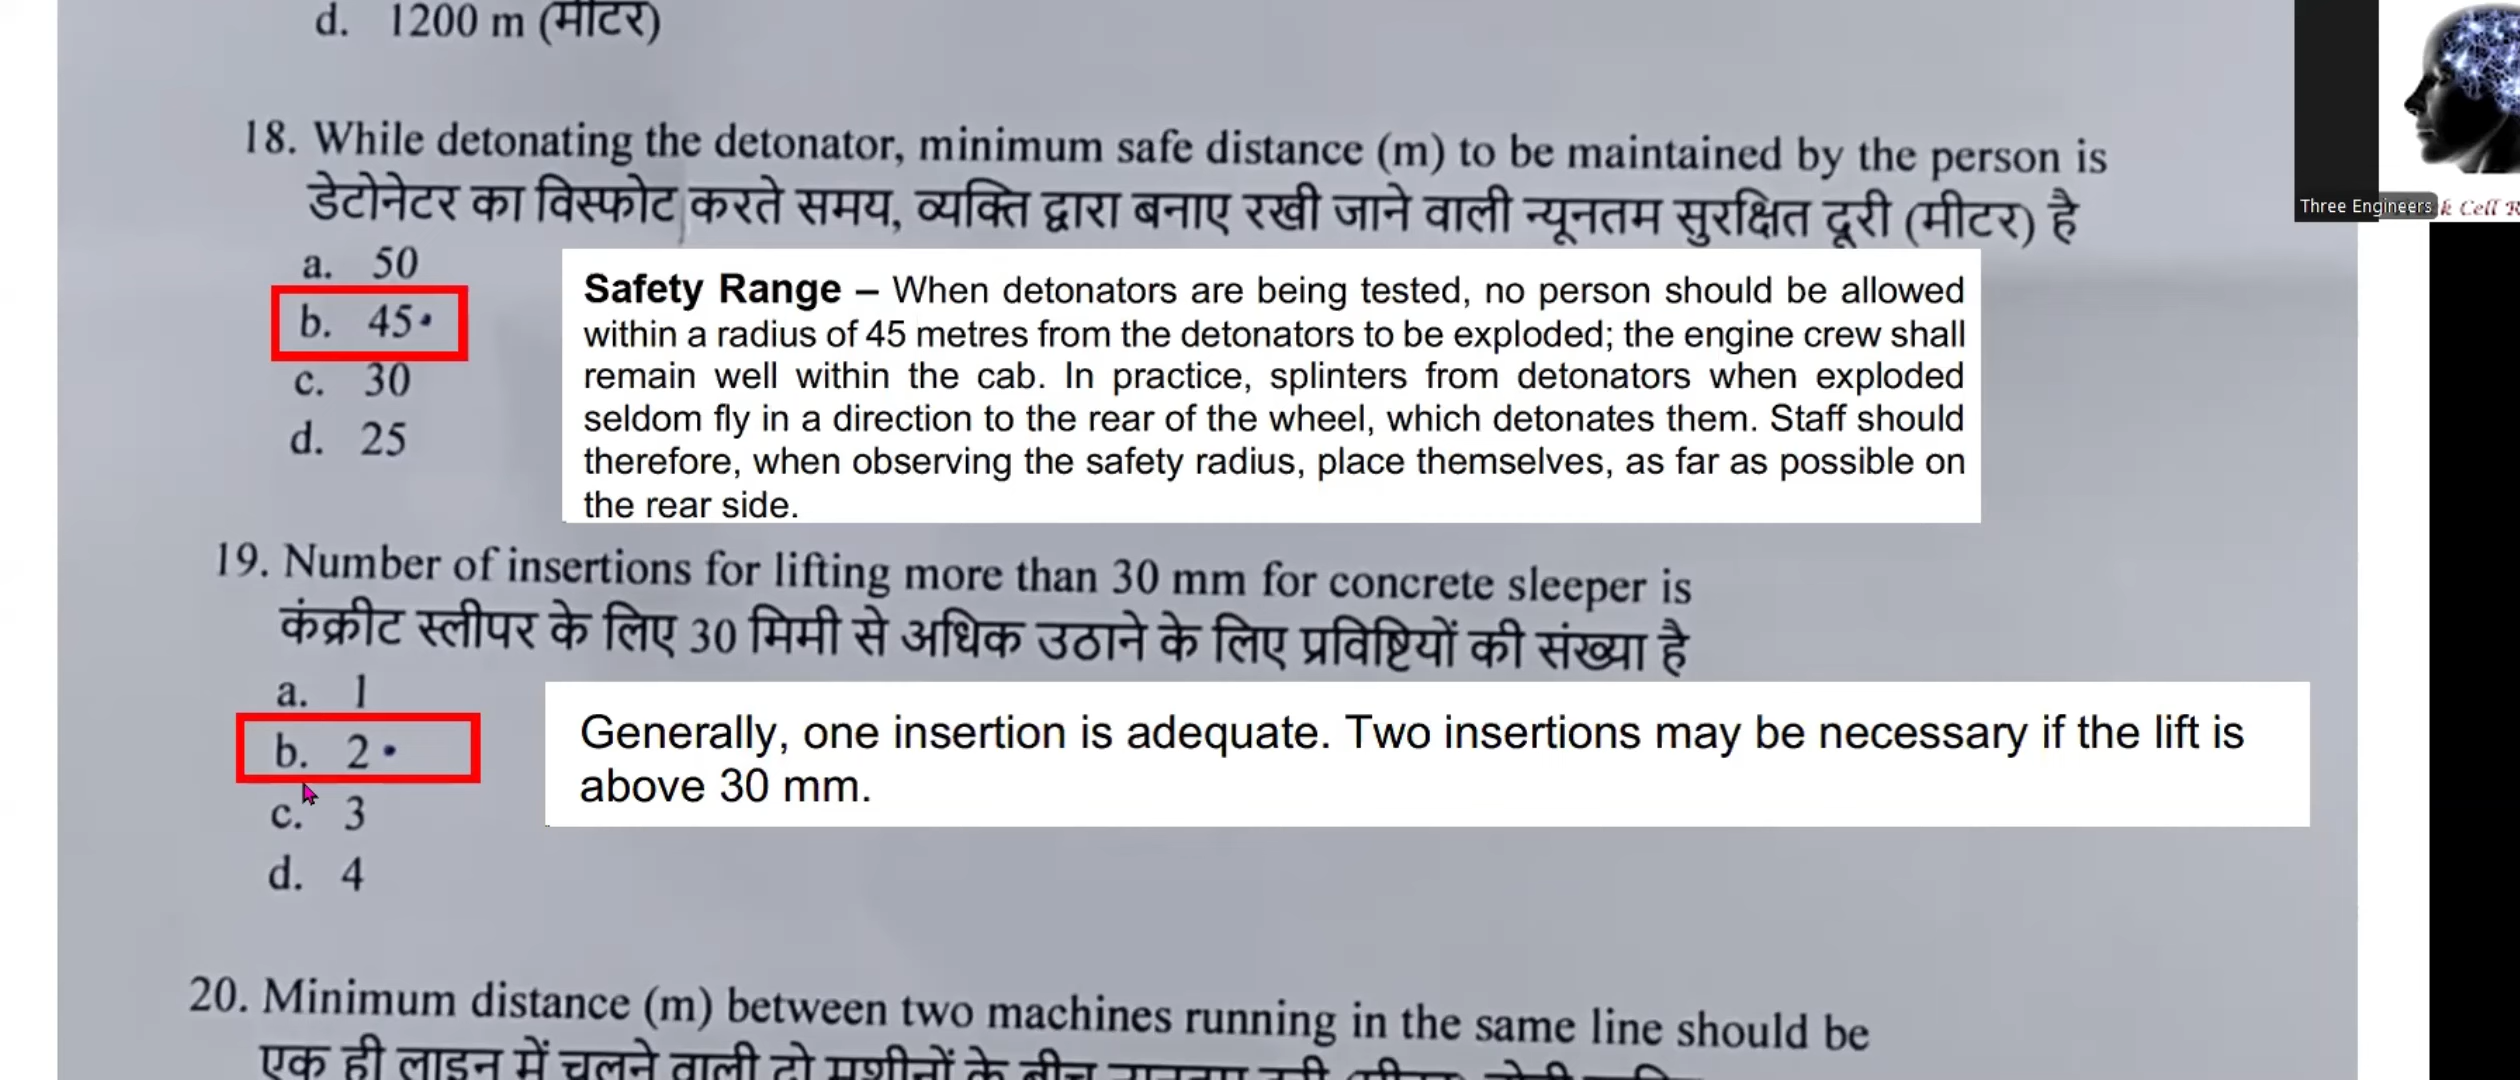 d. 1200 m (मीटर)
18. While detonating the detonator, minimum safe distance (m) to be maintained by the person is
डेटोनेटर का विस्फोट करते समय, व्यक्ति द्वारा बनाए रखी जाने वाली न्यूनतम सुरक्षित दूरी (मीटर) है
a. 50
b. 45
c. 30
d. 25
Safety Range – When detonators are being tested, no person should be allowed
within a radius of 45 metres from the detonators to be exploded; the engine crew shall
remain well within the cab. In practice, splinters from detonators when exploded
seldom fly in a direction to the rear of the wheel, which detonates them. Staff should
therefore, when observing the safety radius, place themselves, as far as possible on
the rear side.
19. Number of insertions for lifting more than 30 mm for concrete sleeper is
कंक्रीट स्लीपर के लिए 30 मिमी से अधिक उठाने के लिए प्रविष्टियों की संख्या है
a. 1
b. 2
c. 3
d. 4
Generally, one insertion is adequate. Two insertions may be necessary if the lift is
above 30 mm.
20. Minimum distance (m) between two machines running in the same line should be
एक ही लाइन में चलने वाली दो मशीनों के बीच
Three Engineers
Cell